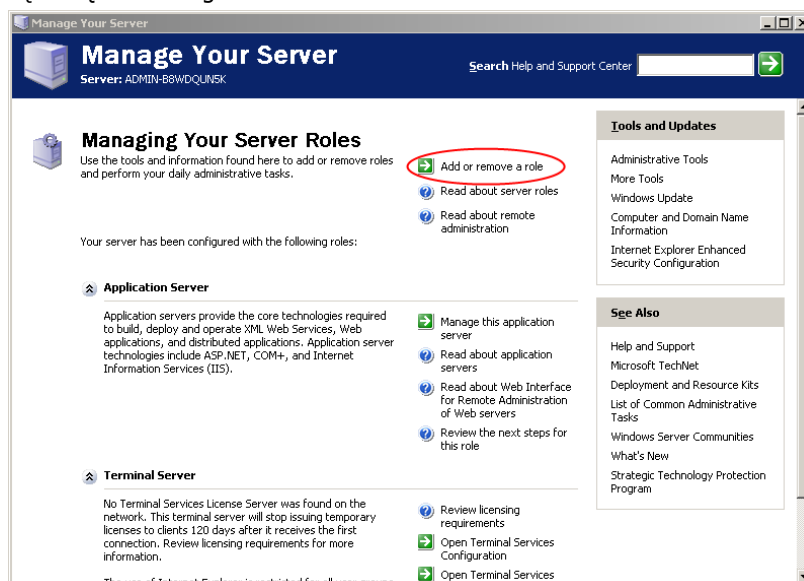 Manage Your Server
Manage Your Server
Server: ADMIN-B8WDQUN5K
Search Help and Support Center
Managing Your Server Roles
Use the tools and information found here to add or remove roles
and perform your daily administrative tasks.
Add or remove a role
Read about server roles
Read about remote
administration
Your server has been configured with the following roles:
Application Server
Application servers provide the core technologies required
to build, deploy and operate XML Web Services, Web
applications, and distributed applications. Application server
technologies include ASP.NET, COM+, and Internet
Information Services (IIS).
Manage this application
server
Read about application
servers
Read about Web Interface
for Remote Administration
of Web servers
Review the next steps for
this role
Terminal Server
No Terminal Services License Server was found on the
network. This terminal server will stop issuing temporary
licenses to clients 120 days after it receives the first
connection. Review licensing requirements for more
information.
Review licensing
requirements
Open Terminal Services
Configuration
Open Terminal Services
Tools and Updates
Administrative Tools
More Tools
Windows Update
Computer and Domain Name
Information
Internet Explorer Enhanced
Security Configuration
See Also
Help and Support
Microsoft TechNet
Deployment and Resource Kits
List of Common Administrative
Tasks
Windows Server Communities
What's New
Strategic Technology Protection
Program